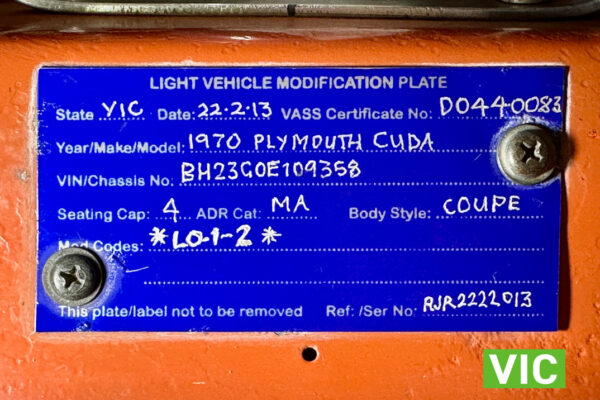 LIGHT VEHICLE MODIFICATION PLATE
State VIC Date: 22-2-13 VASS Certificate No: D0440083
Year/Make/Model: 1970 PLYMOUTH CUDA
VIN/Chassis No. BH23G0E109358
Seating Cap: 4 ADR Cat: MA Body Style: COUPE
Mod Codes: *LO-1-2*
This plate/label not to be removed Ref: /Ser No: RJR2222013
VIC